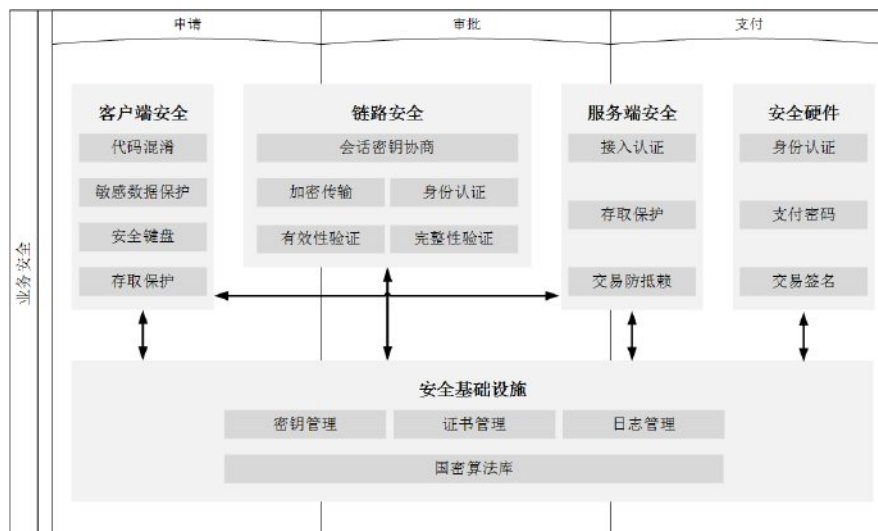 申请
审批
支付
业务安全
客户端安全
代码混淆
敏感数据保护
安全键盘
存取保护
链路安全
会话密钥协商
加密传输
身份认证
有效性验证
完整性验证
服务端安全
接入认证
存取保护
交易防抵赖
安全硬件
身份认证
支付密码
交易签名
安全基础设施
密钥管理
证书管理
日志管理
国密算法库